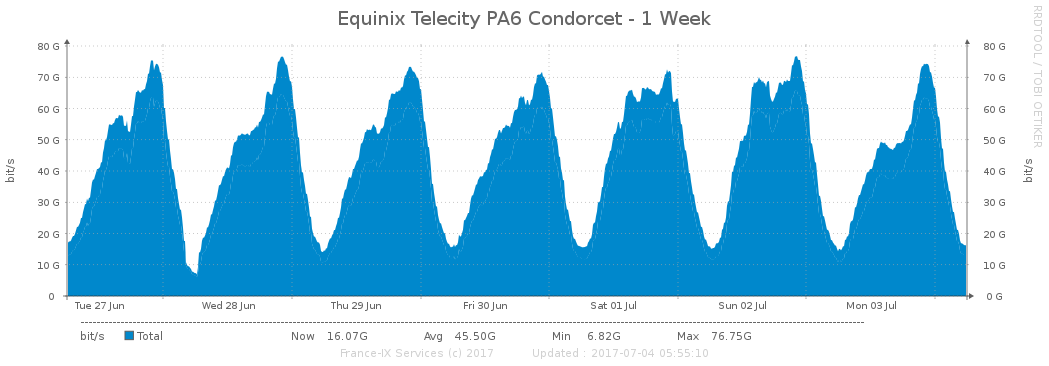 Equinix Telecity PA6 Condorcet - 1 Week
RRDTOOL / TOBI OETIKER
bit/s
80 G
70 G
60 G
50 G
40 G
30 G
20 G
10 G
0
80 G
70 G
60 G
50 G
40 G
30 G
20 G
10 G
0 G
bit/s
Tue 27 Jun Wed 28 Jun Thu 29 Jun Fri 30 Jun Sat 01 Jul Sun 02 Jul Mon 03 Jul
bit/s Total Now 16.07G Avg 45.50G Min 6.82G Max 76.75G
France-IX Services (c) 2017 Updated : 2017-07-04 05:55:10